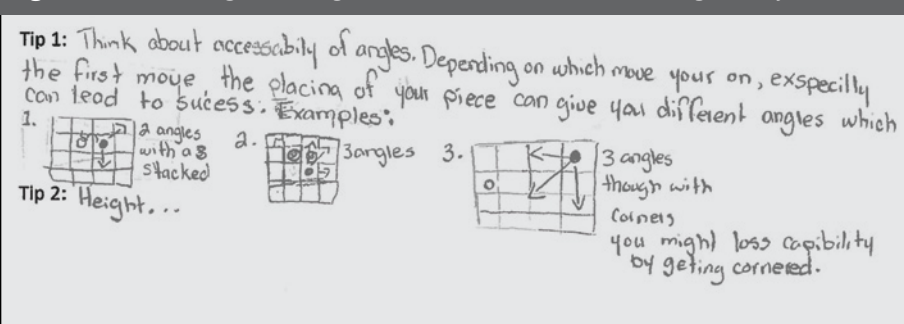 Tip 1: Think about accessabily of angles. Depending on which move your on, exspecilly
the first move, the placing of your piece can give you different angles which
can lead to sucess. Examples:
1. 2 angles
with a 8
stacked
2. 3 angles
3. 3 angles
though with
corners
you might loss capibility
by geting cornered.
Tip 2: Height...